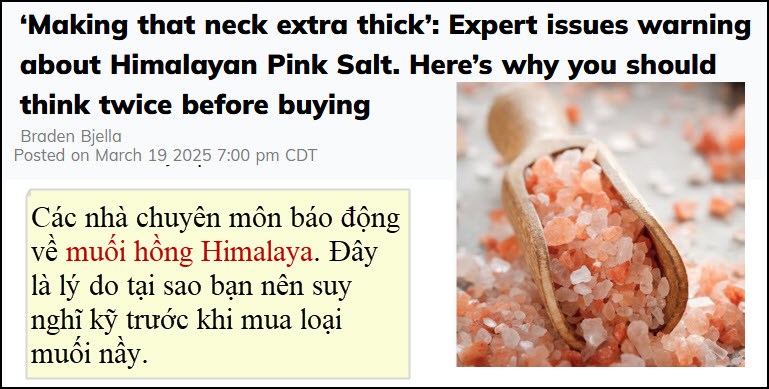 ‘Making that neck extra thick’: Expert issues warning
about Himalayan Pink Salt. Here’s why you should
think twice before buying
Braden Bjella
Posted on March 19 2025 7:00 pm CDT
Các nhà chuyên môn báo động
về muối hồng Himalaya. Đây
là lý do tại sao bạn nên suy
nghĩ kỹ trước khi mua loại
muối nầy.